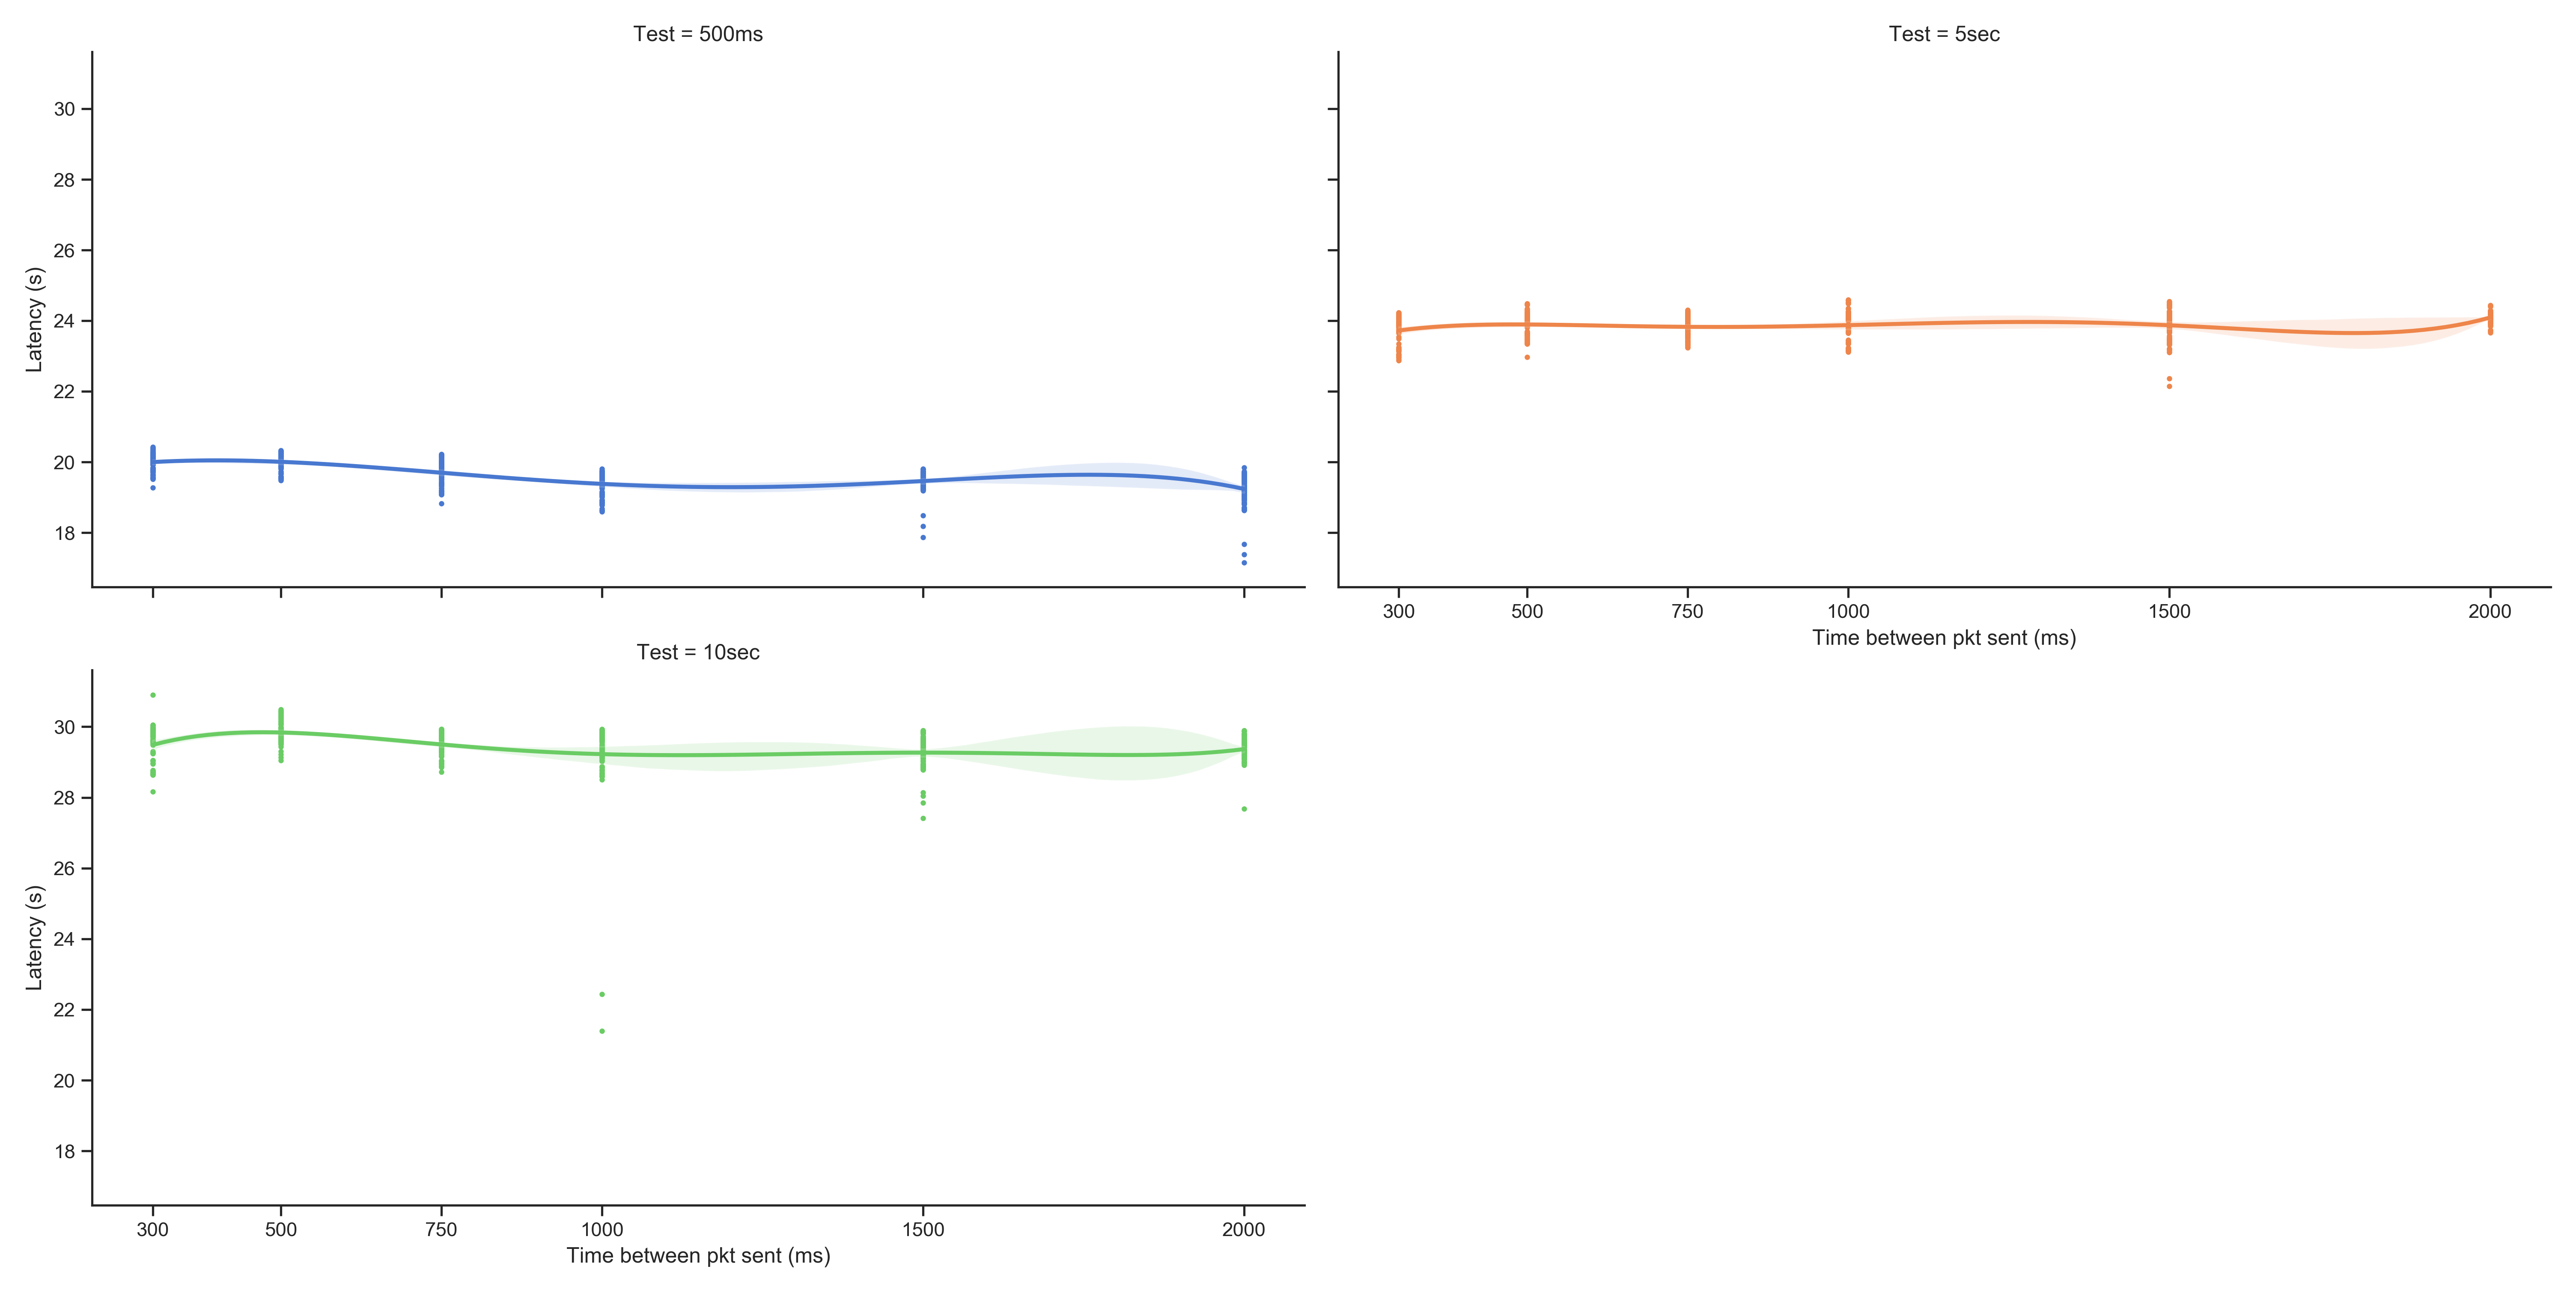 Test = 500ms
Latency (s)
30
28
26
24
22
20
18
Test = 5sec
300 500 750 1000 1500 2000
Time between pkt sent (ms)
Test = 10sec
Latency (s)
30
28
26
24
22
20
18
300 500 750 1000 1500 2000
Time between pkt sent (ms)